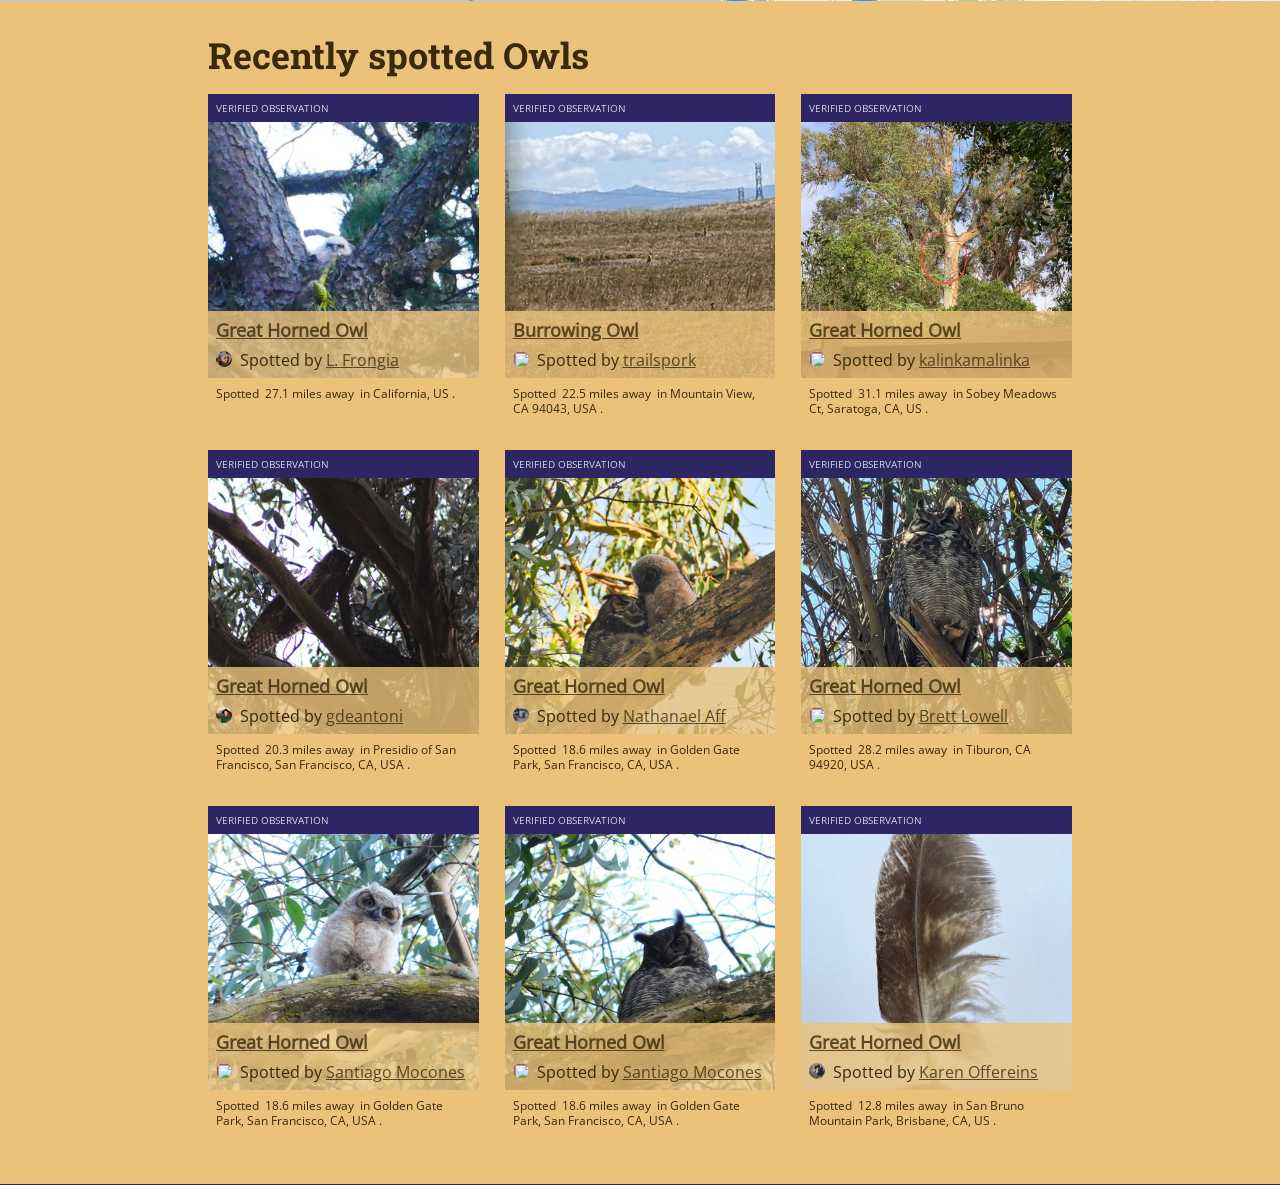 Recently spotted Owls
VERIFIED OBSERVATION
Great Horned Owl
Spotted by L. Frongia
Spotted 27.1 miles away in California, US .
VERIFIED OBSERVATION
Burrowing Owl
Spotted by trailspork
Spotted 22.5 miles away in Mountain View,
CA 94043, USA .
VERIFIED OBSERVATION
Great Horned Owl
Spotted by kalinkamalinka
Spotted 31.1 miles away in Sobey Meadows
Ct, Saratoga, CA, US .
VERIFIED OBSERVATION
Great Horned Owl
Spotted by gdeantoni
Spotted 20.3 miles away in Presidio of San
Francisco, San Francisco, CA, USA .
VERIFIED OBSERVATION
Great Horned Owl
Spotted by Nathanael Aff
Spotted 18.6 miles away in Golden Gate
Park, San Francisco, CA, USA .
VERIFIED OBSERVATION
Great Horned Owl
Spotted by Brett Lowell
Spotted 28.2 miles away in Tiburon, CA
94920, USA .
VERIFIED OBSERVATION
Great Horned Owl
Spotted by Santiago Mocones
Spotted 18.6 miles away in Golden Gate
Park, San Francisco, CA, USA .
VERIFIED OBSERVATION
Great Horned Owl
Spotted by Santiago Mocones
Spotted 18.6 miles away in Golden Gate
Park, San Francisco, CA, USA .
VERIFIED OBSERVATION
Great Horned Owl
Spotted by Karen Offereins
Spotted 12.8 miles away in San Bruno
Mountain Park, Brisbane, CA, US .